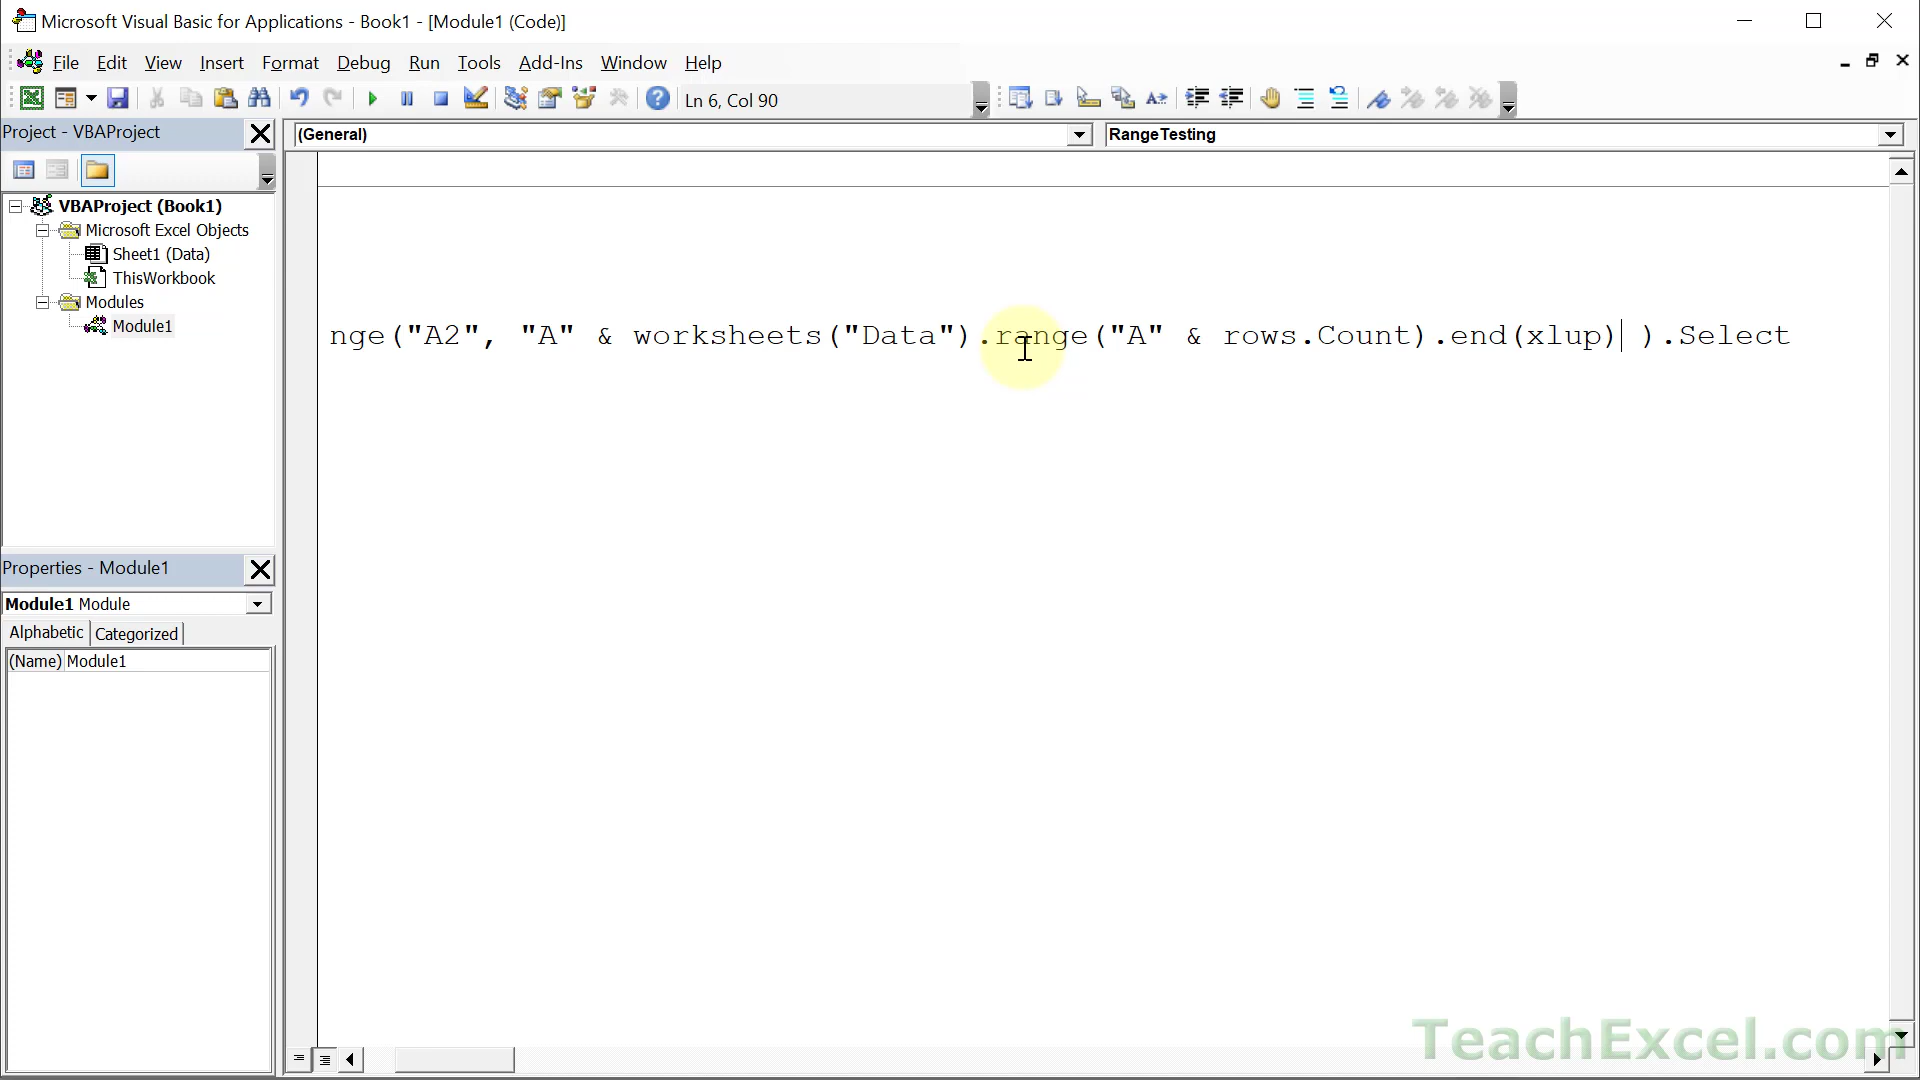 Microsoft Visual Basic for Applications - Book1 - [Module1 (Code)]
File Edit View Insert Format Debug Run Tools Add-Ins Window Help
Ln 6, Col 90
Project - VBAProject
(General)
RangeTesting
VBAProject (Book1)
Microsoft Excel Objects
Sheet1 (Data)
ThisWorkbook
Modules
Module1
nge("A2", "A" & worksheets("Data").range("A" & rows.Count).end(xlup) ).Select
Properties - Module1
Module1 Module
Alphabetic Categorized
(Name) Module1
TeachExcel.com